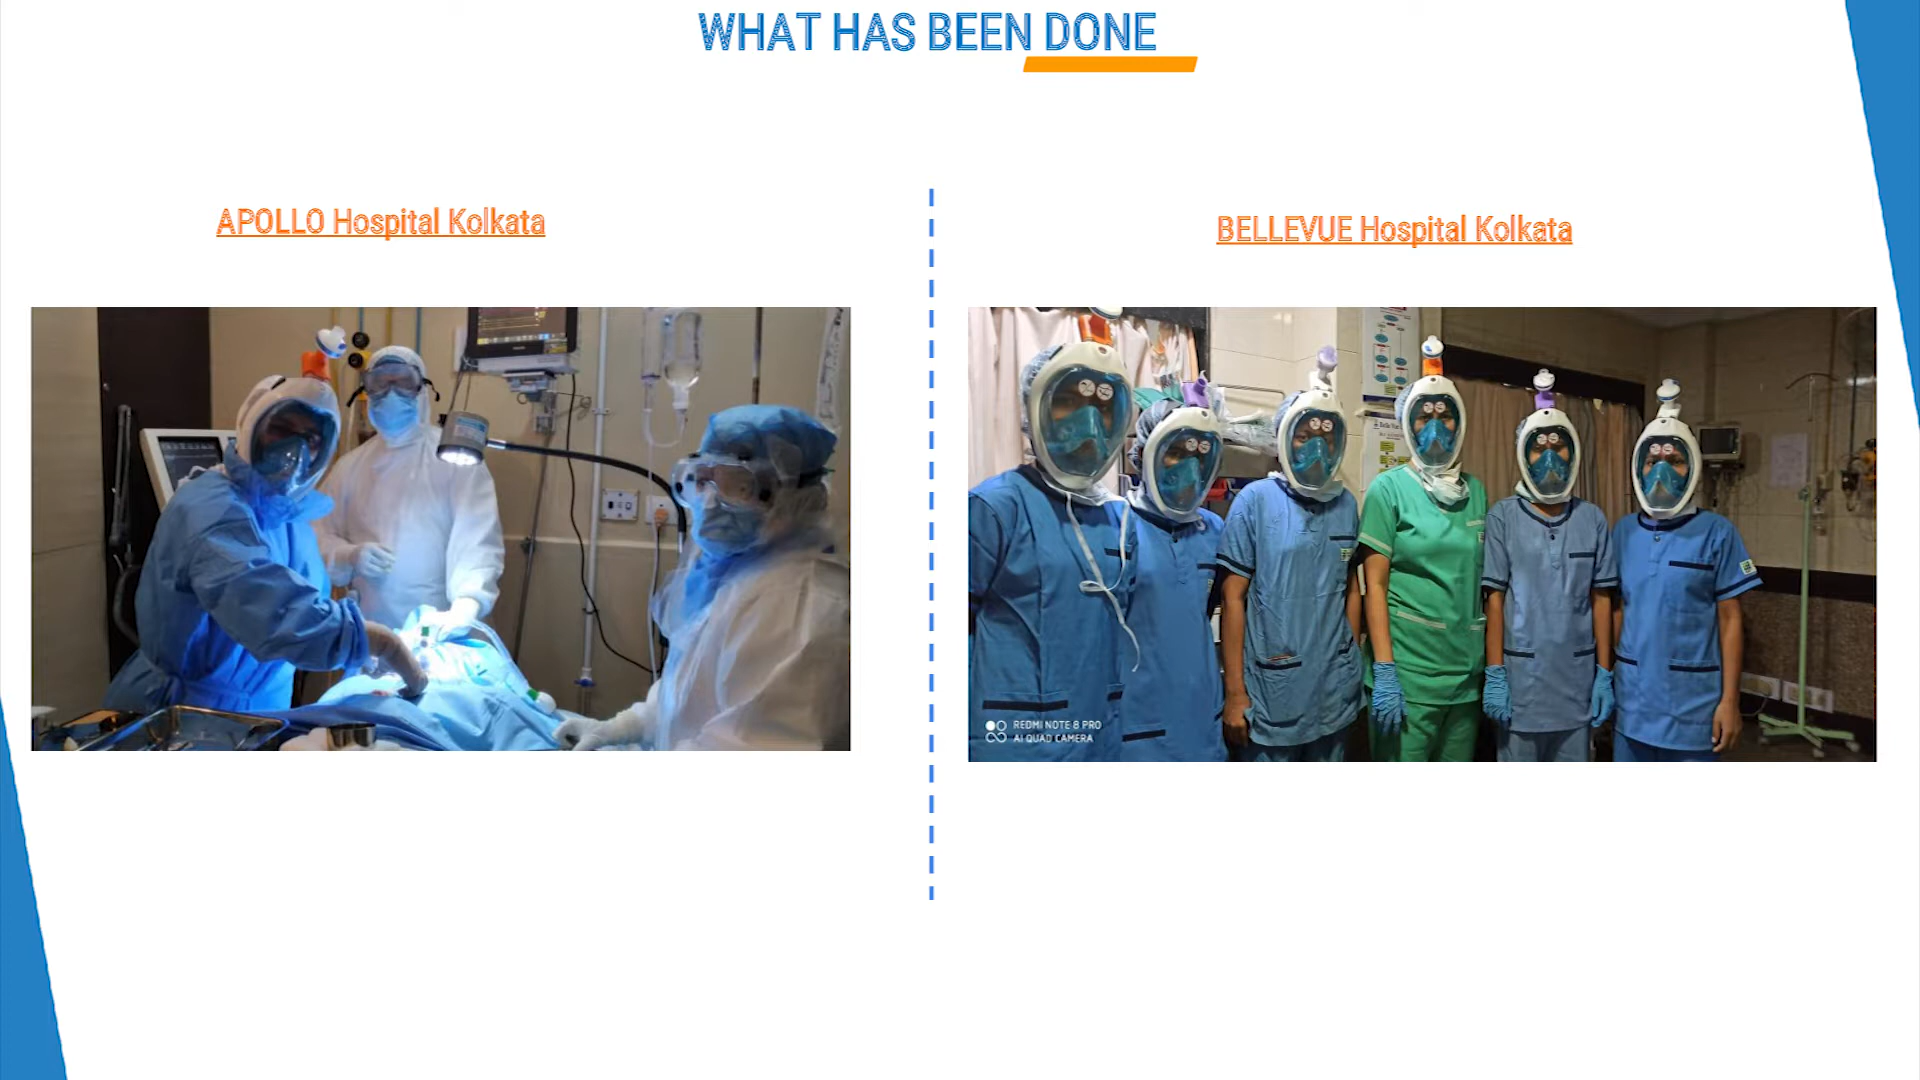 WHAT HAS BEEN DONE
APOLLO Hospital Kolkata
BELLEVUE Hospital Kolkata
REDMI NOTE 8 PRO
AI QUAD CAMERA